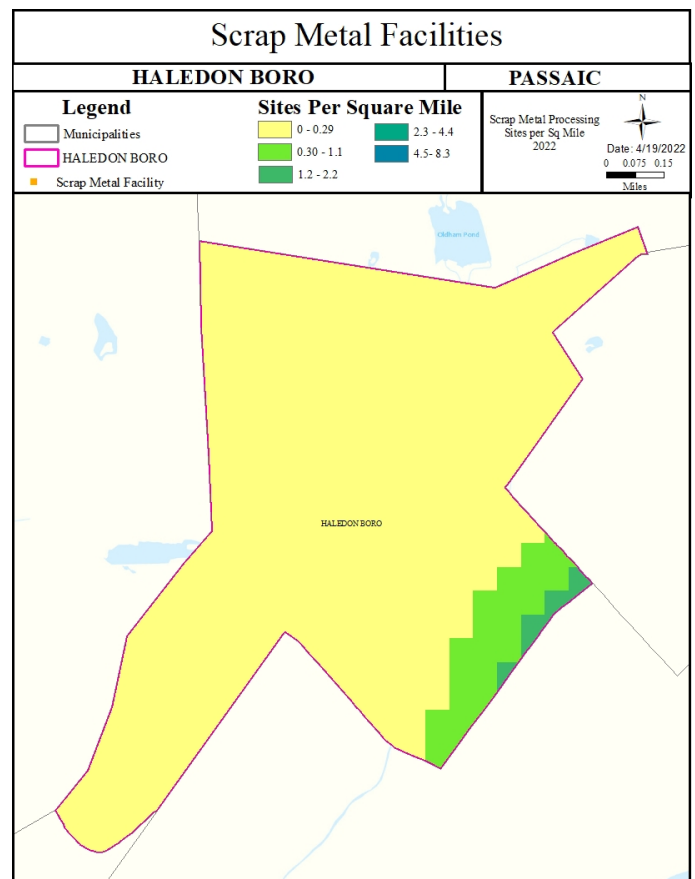 Scrap Metal Facilities
HALEDON BORO
PASSAIC
Legend
Municipalities
HALEDON BORO
Scrap Metal Facility
Sites Per Square Mile
0 - 0.29
0.30 - 1.1
1.2 - 2.2
2.3 - 4.4
4.5- 8.3
Scrap Metal Processing
Sites per Sq Mile
2022
N
Date: 4/19/2022
0 0.075 0.15
Miles
Oldham Pond
HALEDON BORO